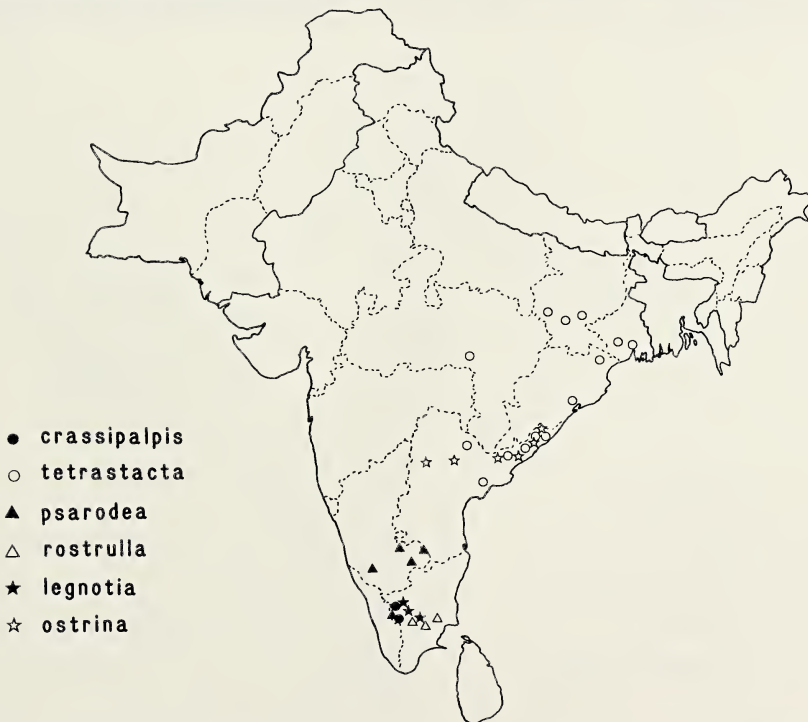 crassipalpis
tetrastacta
psarodea
rostrulla
legnotia
ostrina